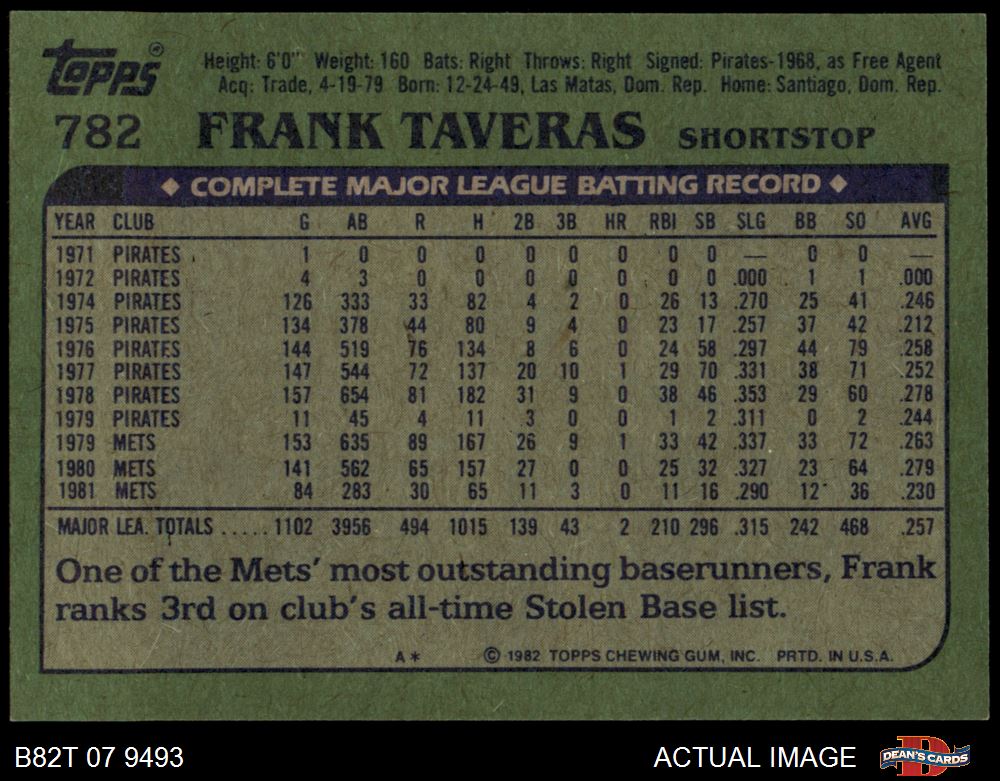 Topps®
Height: 6'0" Weight: 160 Bats: Right Throws: Right Signed: Pirates-1968, as Free Agent
Acq: Trade, 4-19-79 Born: 12-24-49, Las Matas, Dom. Rep. Home: Santiago, Dom. Rep.
782 FRANK TAVERAS SHORTSTOP
◆ COMPLETE MAJOR LEAGUE BATTING RECORD ◆
YEAR CLUB G AB R H 2B 3B HR RBI SB SLG BB SO AVG
1971 PIRATES 1 0 0 0 0 0 0 0 0 — 0 0 —
1972 PIRATES 4 3 0 0 0 0 0 0 0 .000 1 1 .000
1974 PIRATES 126 333 33 82 4 2 0 26 13 .270 25 41 .246
1975 PIRATES 134 378 44 80 9 4 0 23 17 .257 37 42 .212
1976 PIRATES 144 519 76 134 8 6 0 24 58 .297 44 79 .258
1977 PIRATES 147 544 72 137 20 10 1 29 70 .331 38 71 .252
1978 PIRATES 157 654 81 182 31 9 0 38 46 .353 29 60 .278
1979 PIRATES 11 45 4 11 3 0 0 1 2 .311 0 2 .244
1979 METS 153 635 89 167 26 9 1 33 42 .337 33 72 .263
1980 METS 141 562 65 157 27 0 0 25 32 .327 23 64 .279
1981 METS 84 283 30 65 11 3 0 11 16 .290 12 36 .230
MAJOR LEA. TOTALS ..... 1102 3956 494 1015 139 43 2 210 296 .315 242 468 .257
One of the Mets' most outstanding baserunners, Frank
ranks 3rd on club's all-time Stolen Base list.
A* © 1982 TOPPS CHEWING GUM, INC. PRTD. IN U.S.A.
B82T 07 9493 ACTUAL IMAGE DEAN'S CARDS